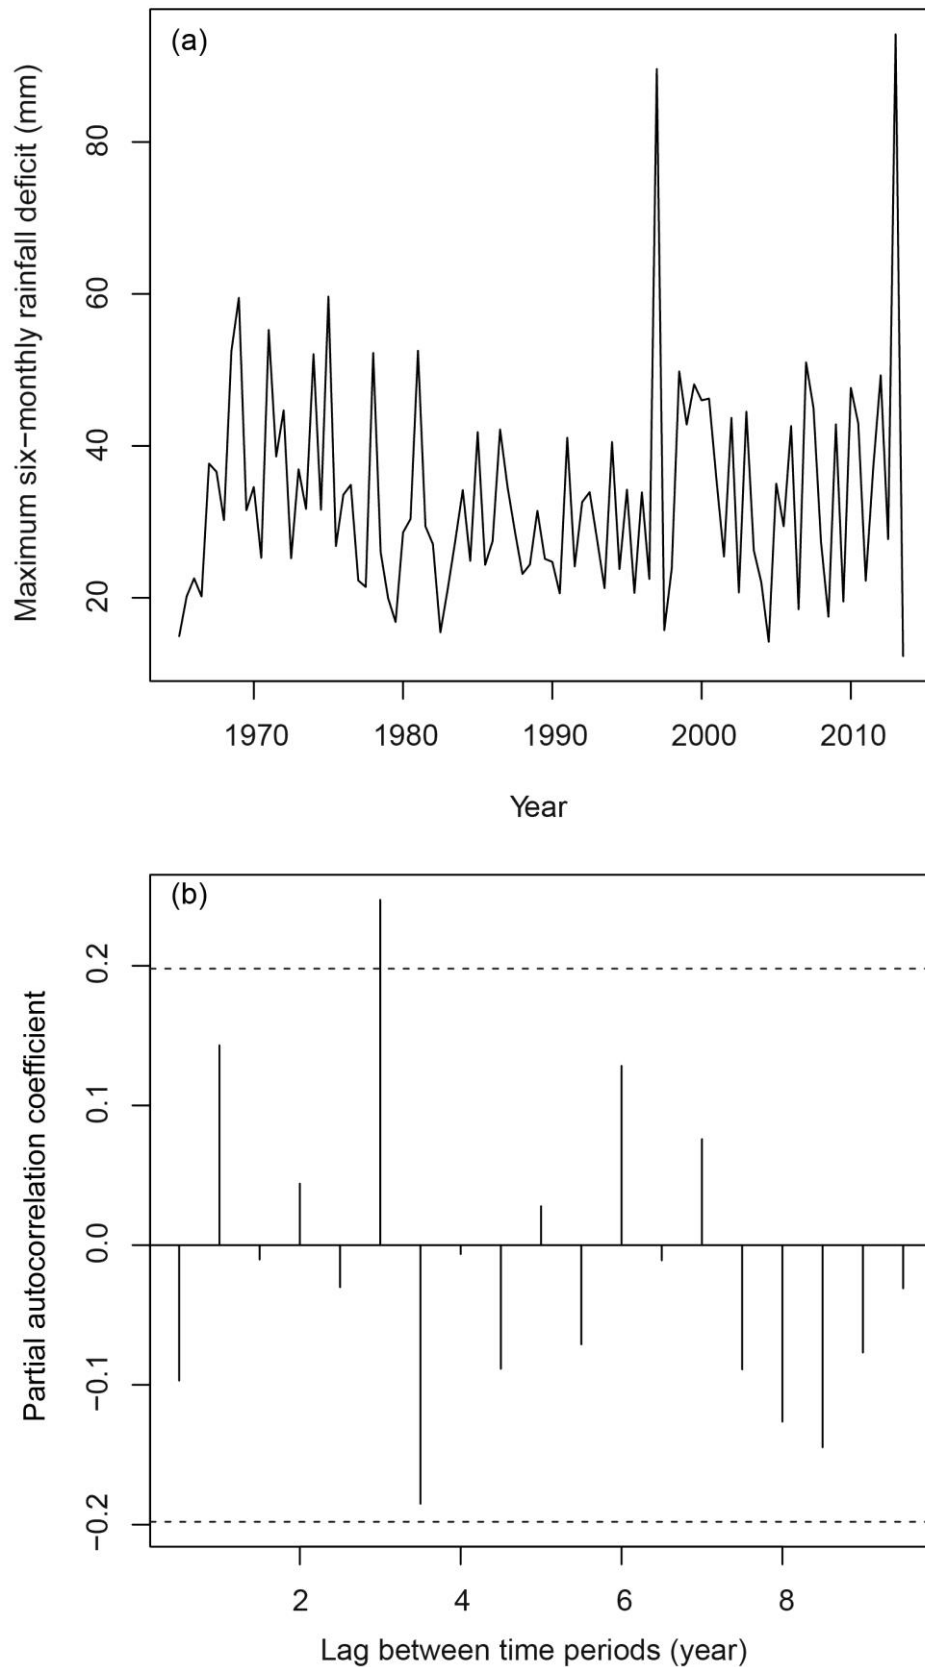 (a)
Maximum six−monthly rainfall deficit (mm)
80
60
40
20
1970 1980 1990 2000 2010
Year
(b)
Partial autocorrelation coefficient
0.2
0.1
0.0
−0.1
−0.2
2 4 6 8
Lag between time periods (year)